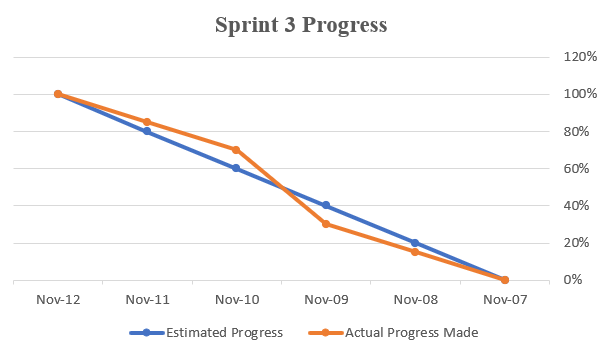 Sprint 3 Progress
120%
100%
80%
60%
40%
20%
0%
Nov-12 Nov-11 Nov-10 Nov-09 Nov-08 Nov-07
Estimated Progress Actual Progress Made